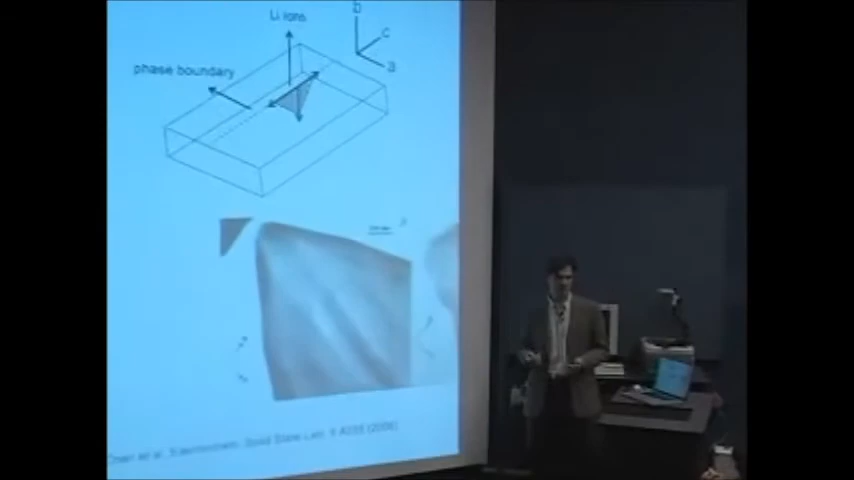 b
Li ions
c
phase boundary
a
Chen et al. Electrochem. Solid State Lett. 9 A295 (2006)